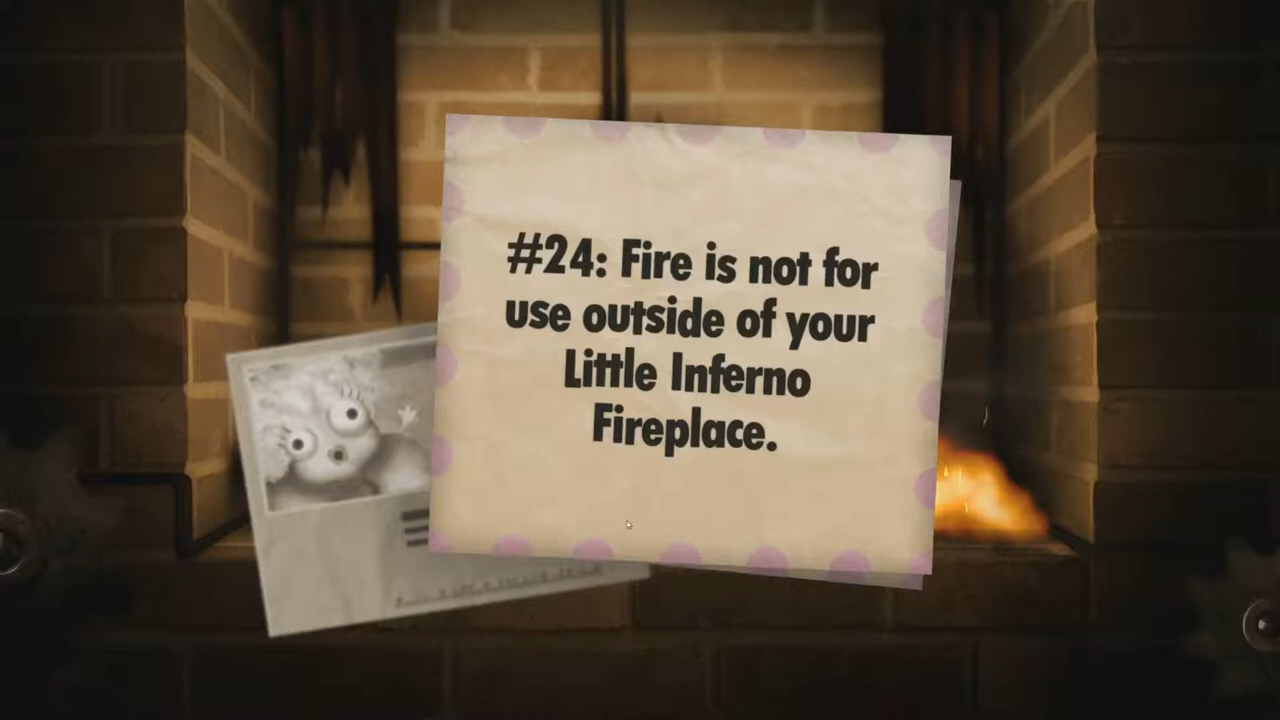 #24: Fire is not for
use outside of your
Little Inferno
Fireplace.